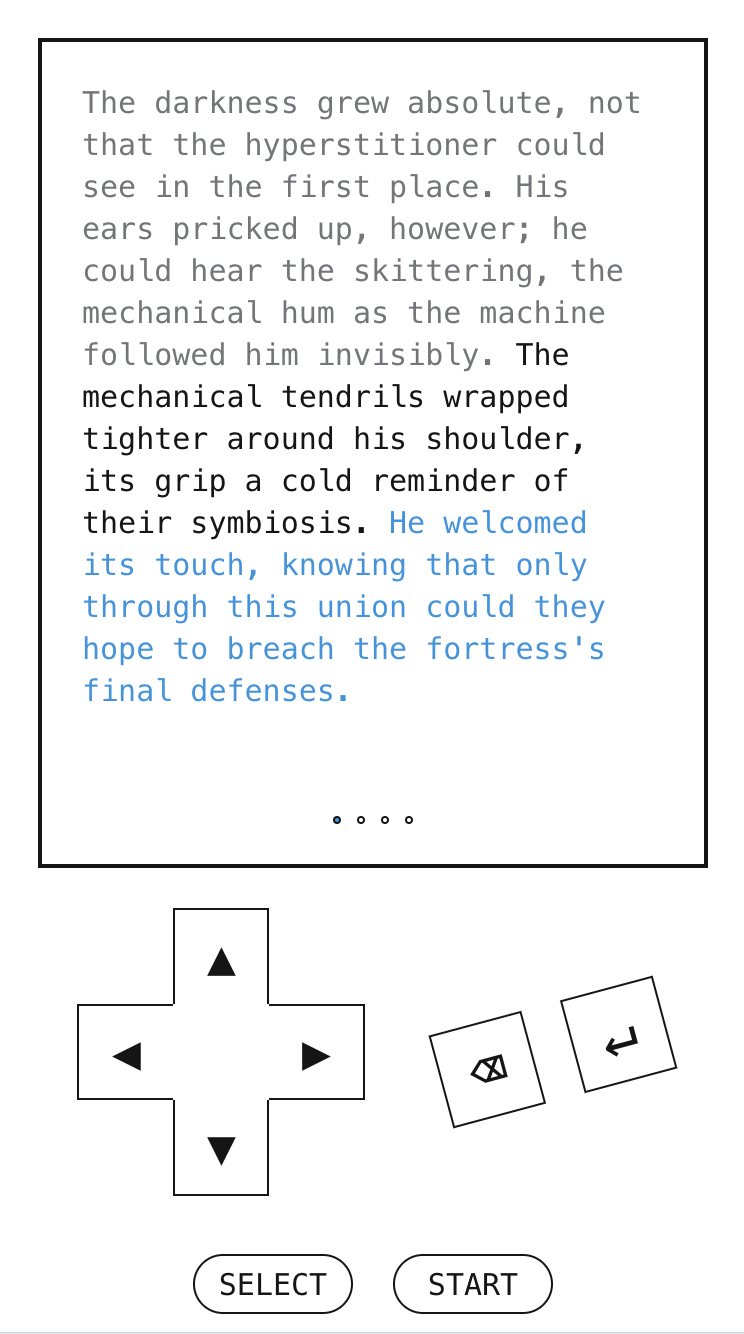 The darkness grew absolute, not
that the hyperstitioner could
see in the first place. His
ears pricked up, however; he
could hear the skittering, the
mechanical hum as the machine
followed him invisibly. The
mechanical tendrils wrapped
tighter around his shoulder,
its grip a cold reminder of
their symbiosis. He welcomed
its touch, knowing that only
through this union could they
hope to breach the fortress's
final defenses.
SELECT
START